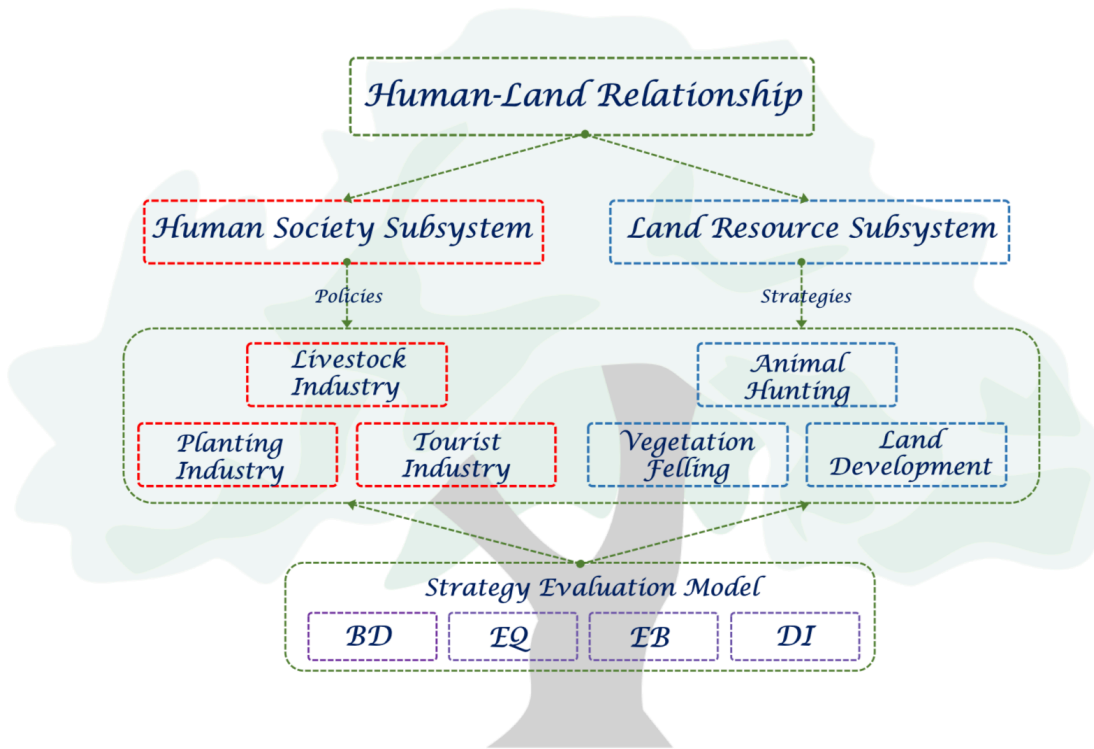 Human-Land Relationship
Human Society Subsystem
Land Resource Subsystem
Policies
Strategies
Livestock
Industry
Animal
Hunting
Planting
Industry
Tourist
Industry
Vegetation
Felling
Land
Development
Strategy Evaluation Model
BD
EQ
EB
DI